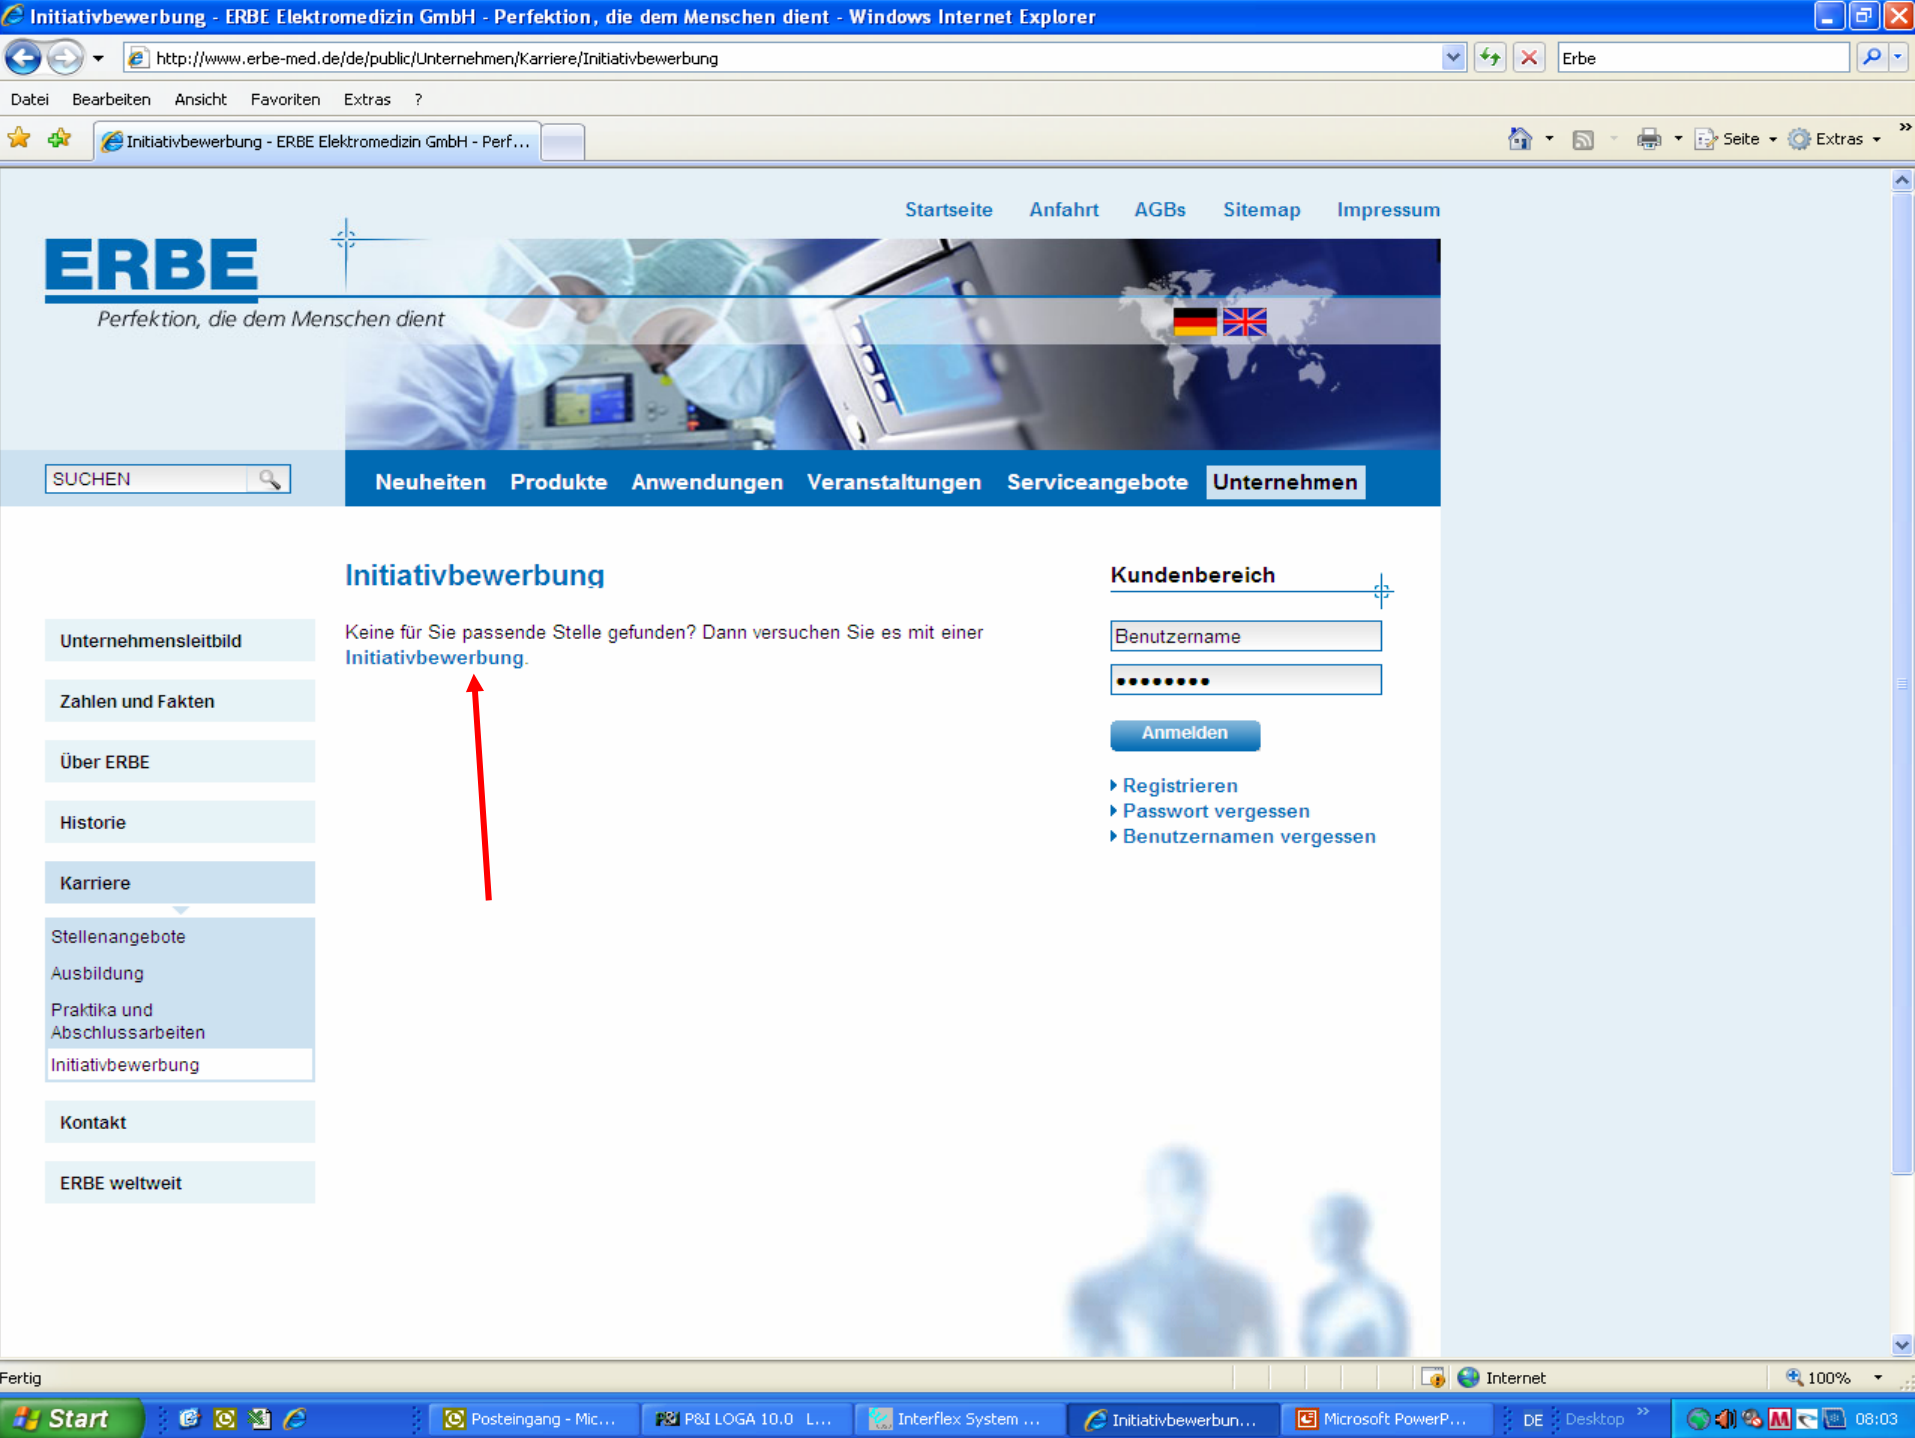 Initiativbewerbung - ERBE Elektromedizin GmbH - Perfektion, die dem Menschen dient - Windows Internet Explorer
http://www.erbe-med.de/de/public/Unternehmen/Karriere/Initiativbewerbung
Erbe
Datei Bearbeiten Ansicht Favoriten Extras ?
Initiativbewerbung - ERBE Elektromedizin GmbH - Perf...
Seite Extras
Startseite Anfahrt AGBs Sitemap Impressum
ERBE
Perfektion, die dem Menschen dient
SUCHEN
Neuheiten Produkte Anwendungen Veranstaltungen Serviceangebote Unternehmen
Unternehmensleitbild
Zahlen und Fakten
Über ERBE
Historie
Karriere
Stellenangebote
Ausbildung
Praktika und
Abschlussarbeiten
Initiativbewerbung
Kontakt
ERBE weltweit
Initiativbewerbung
Keine für Sie passende Stelle gefunden? Dann versuchen Sie es mit einer
Initiativbewerbung.
Kundenbereich
Benutzername
Anmelden
Registrieren
Passwort vergessen
Benutzernamen vergessen
Fertig
Internet
100%
Start
Posteingang - Mic...
P&I LOGA 10.0 L...
Interflex System ...
Initiativbewerbun...
Microsoft PowerP...
DE
Desktop
08:03